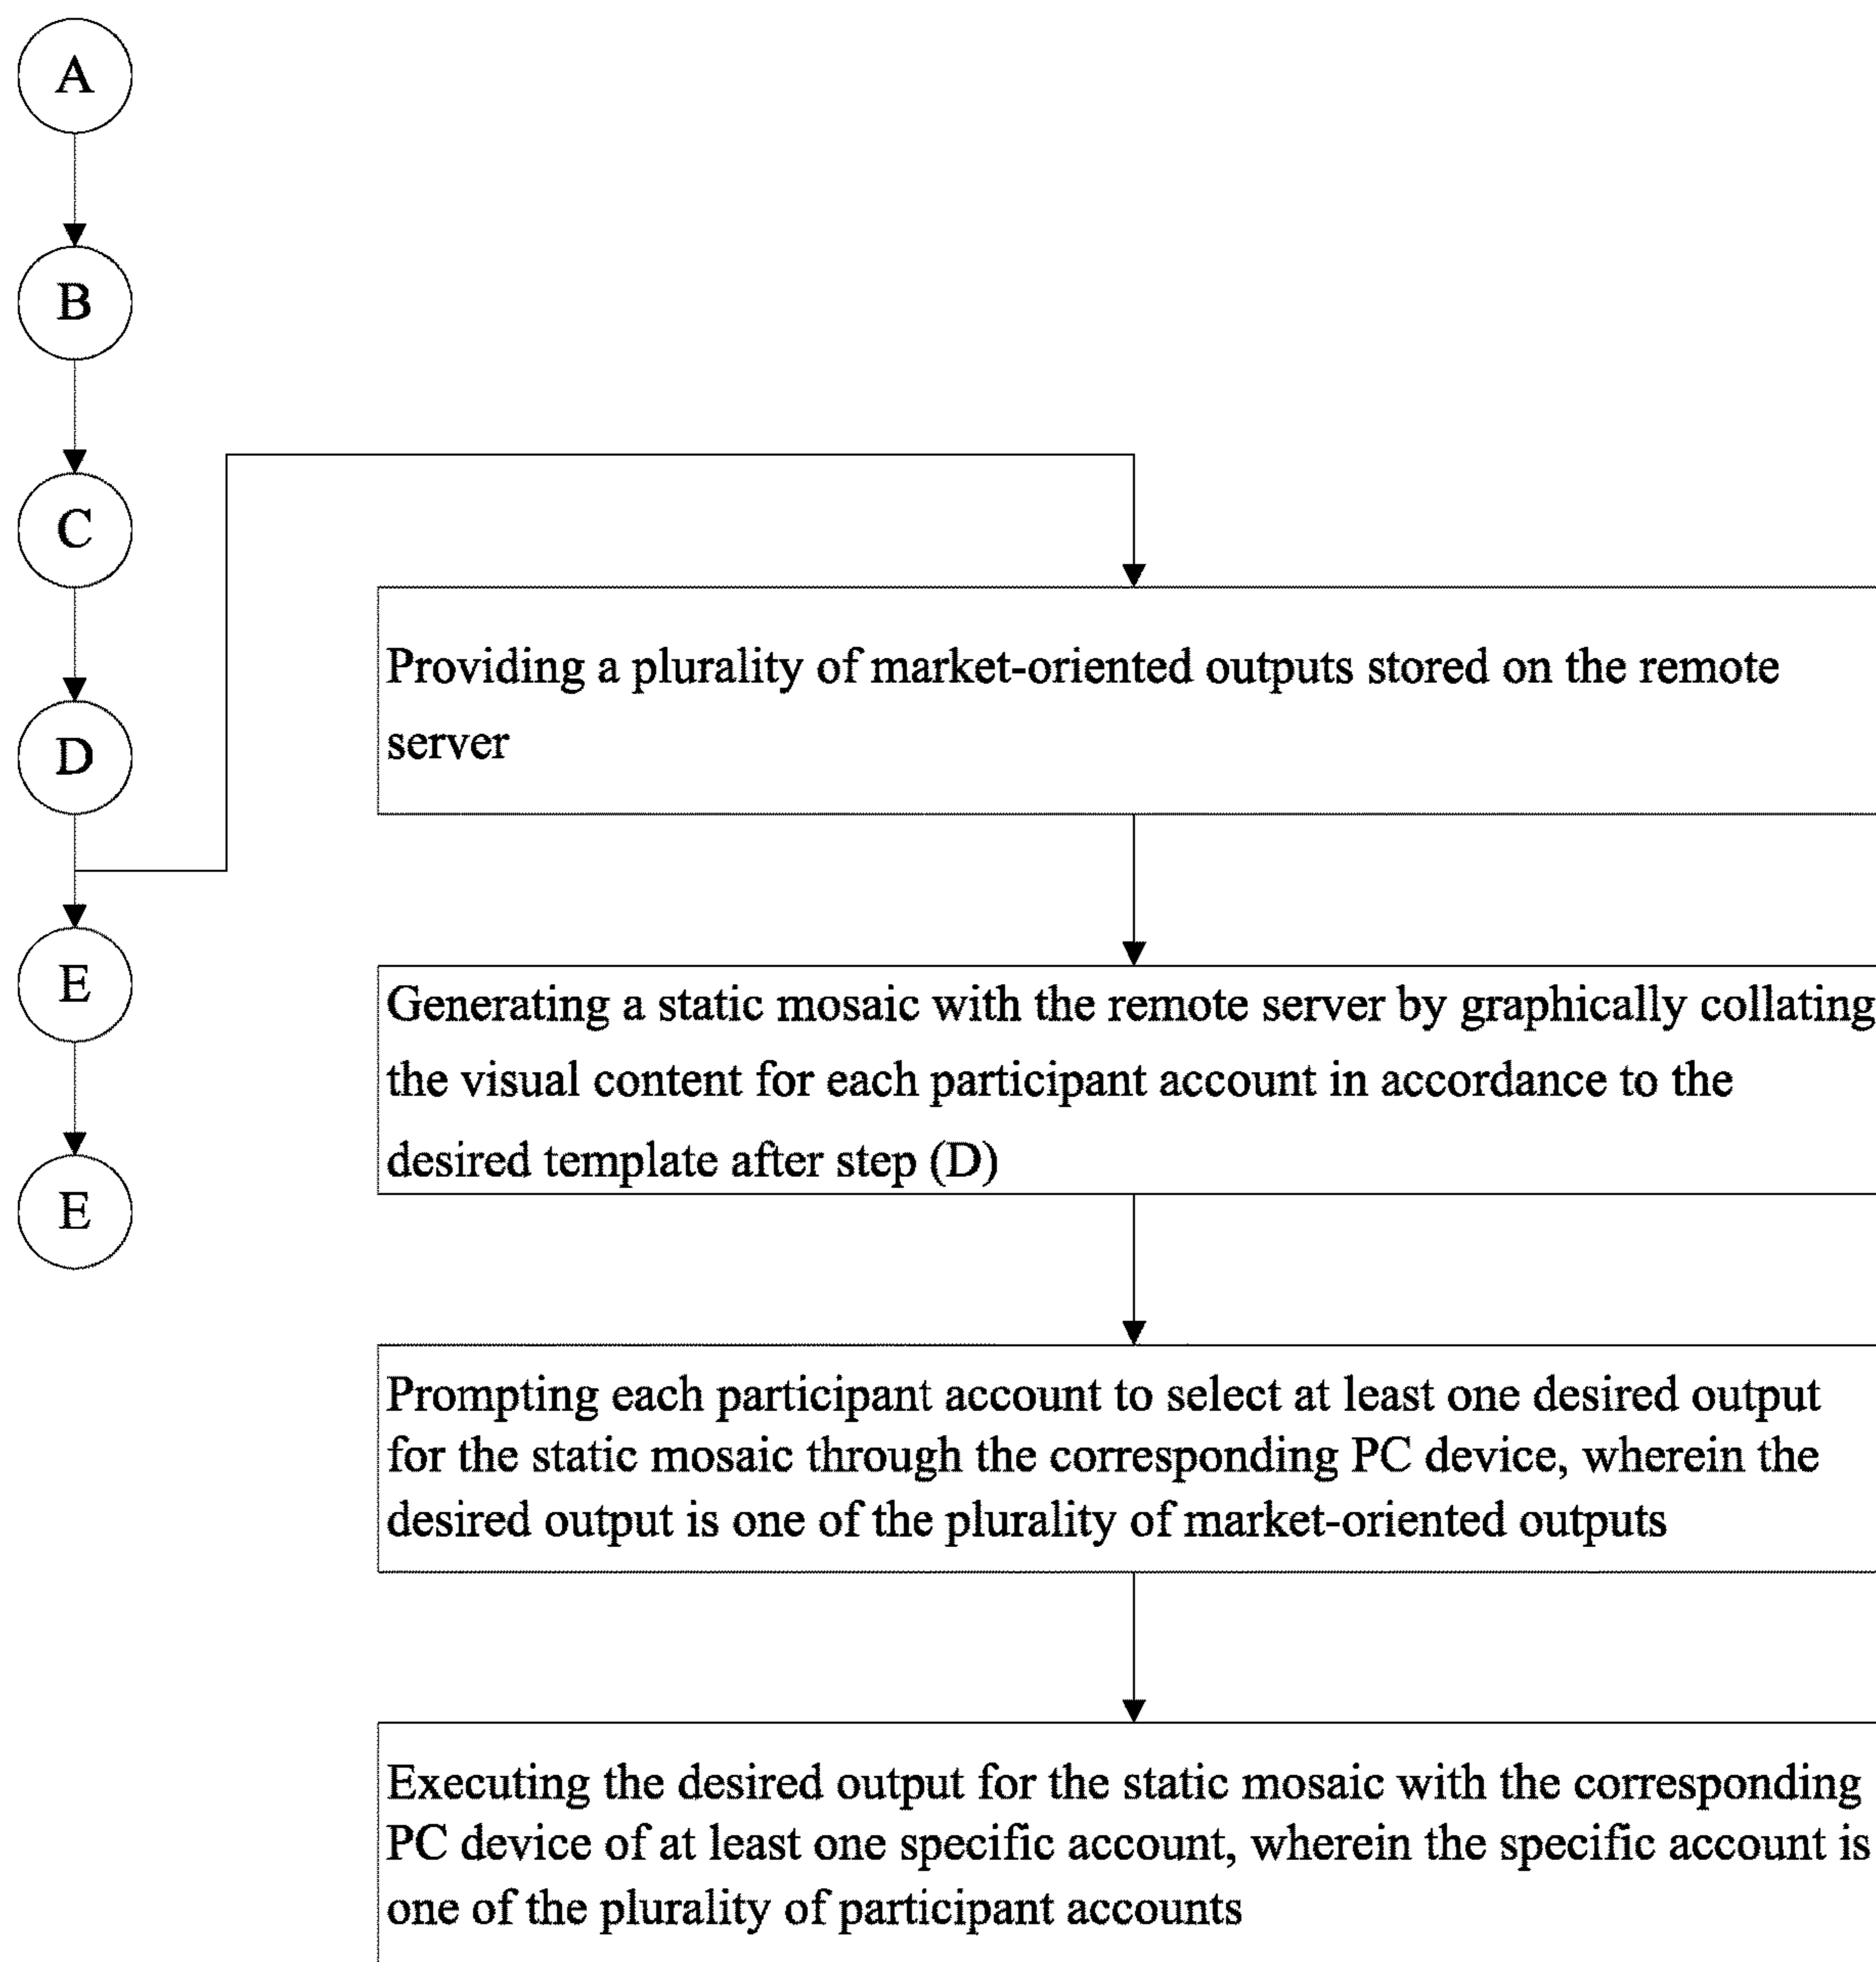 A
B
C
D
E
E
Providing a plurality of market-oriented outputs stored on the remote
server
Generating a static mosaic with the remote server by graphically collating
the visual content for each participant account in accordance to the
desired template after step (D)
Prompting each participant account to select at least one desired output
for the static mosaic through the corresponding PC device, wherein the
desired output is one of the plurality of market-oriented outputs
Executing the desired output for the static mosaic with the corresponding
PC device of at least one specific account, wherein the specific account is
one of the plurality of participant accounts